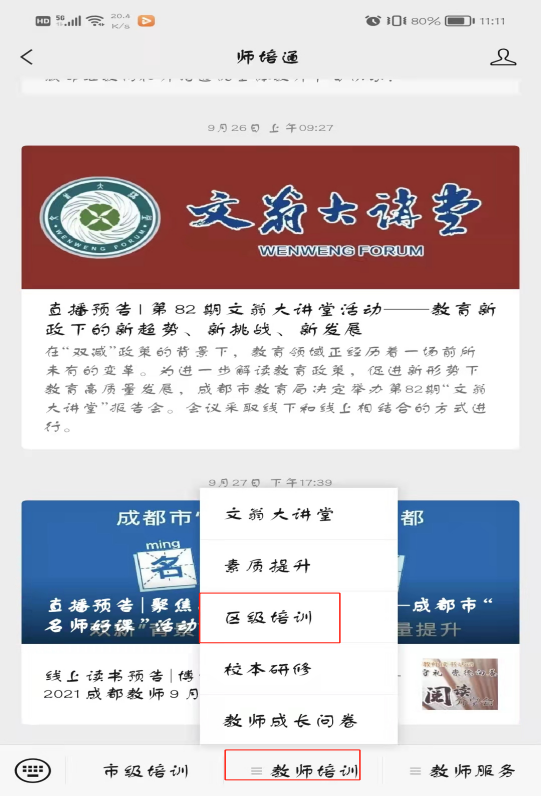 HD 5G 20.4 K/s 80% 11:11
师培通
9月26日 上午09:27
文翁大讲堂
WENWENG FORUM
WENWENG FORUM
直播预告|第82期文翁大讲堂活动——教育新
政下的新趋势、新挑战、新发展
在“双减”政策的背景下，教育领域正经历着一场前所
未有的变革。为进一步解读教育政策，促进新形势下
教育高质量发展，成都市教育局决定举办第82期“文翁
大讲堂”报告会。会议采取线下和线上相结合的方式进
行。
9月27日 下午17:39
成都市
都
ming
名
直播预告|聚焦
—成都市“
名师好课”活动
量提升
线上读书预告|博
2021成都教师9月
阅读
文翁大讲堂
素质提升
区级培训
校本研修
教师成长问卷
市级培训
教师培训
教师服务